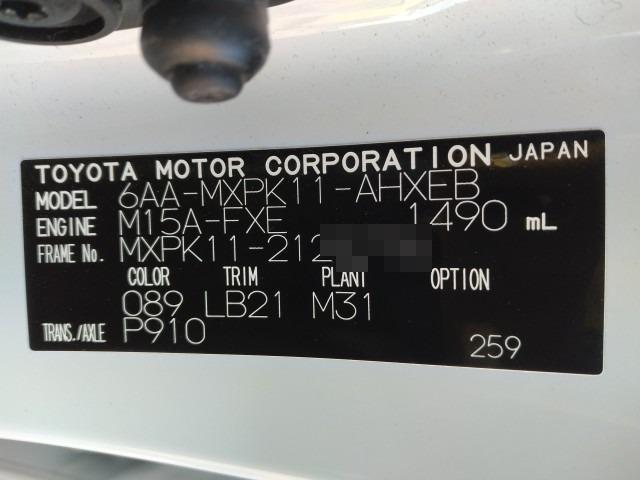 TOYOTA MOTOR CORPORATION JAPAN
MODEL 6AA-MXPK11-AHXEB
ENGINE M15A-FXE 1490 mL
FRAME No. MXPK11-212
COLOR TRIM PLANT OPTION
089 LB21 M31
TRANS./AXLE P910
259